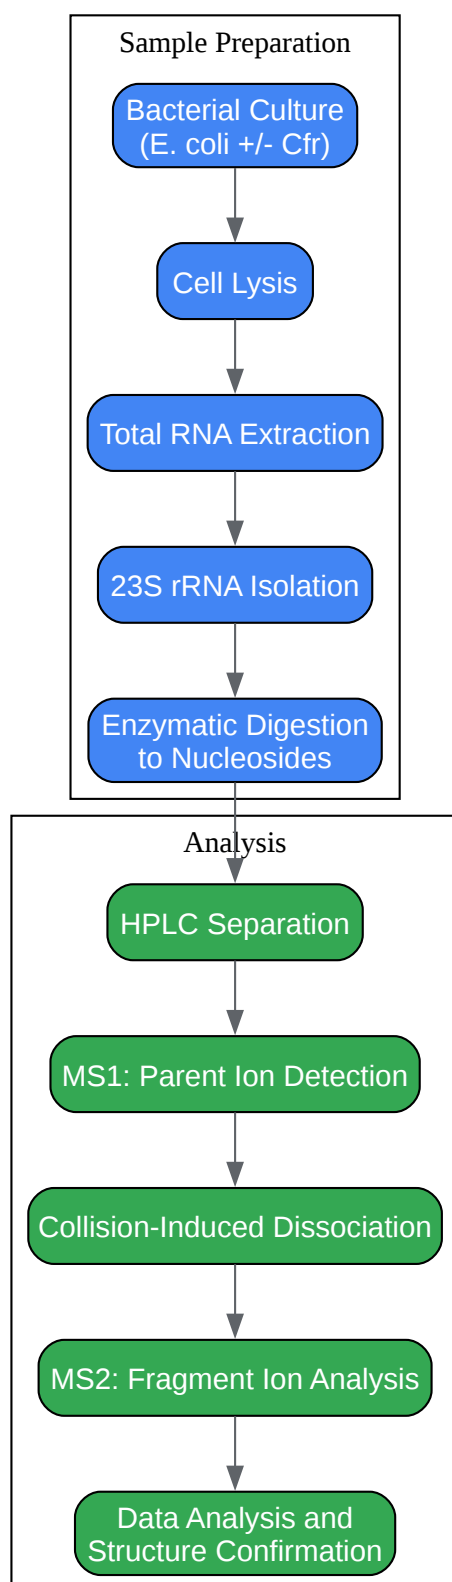 Sample Preparation
Bacterial Culture
(E. coli +/- Cfr)
Cell Lysis
Total RNA Extraction
23S rRNA Isolation
Enzymatic Digestion
to Nucleosides
Analysis
HPLC Separation
MS1: Parent Ion Detection
Collision-Induced Dissociation
MS2: Fragment Ion Analysis
Data Analysis and
Structure Confirmation